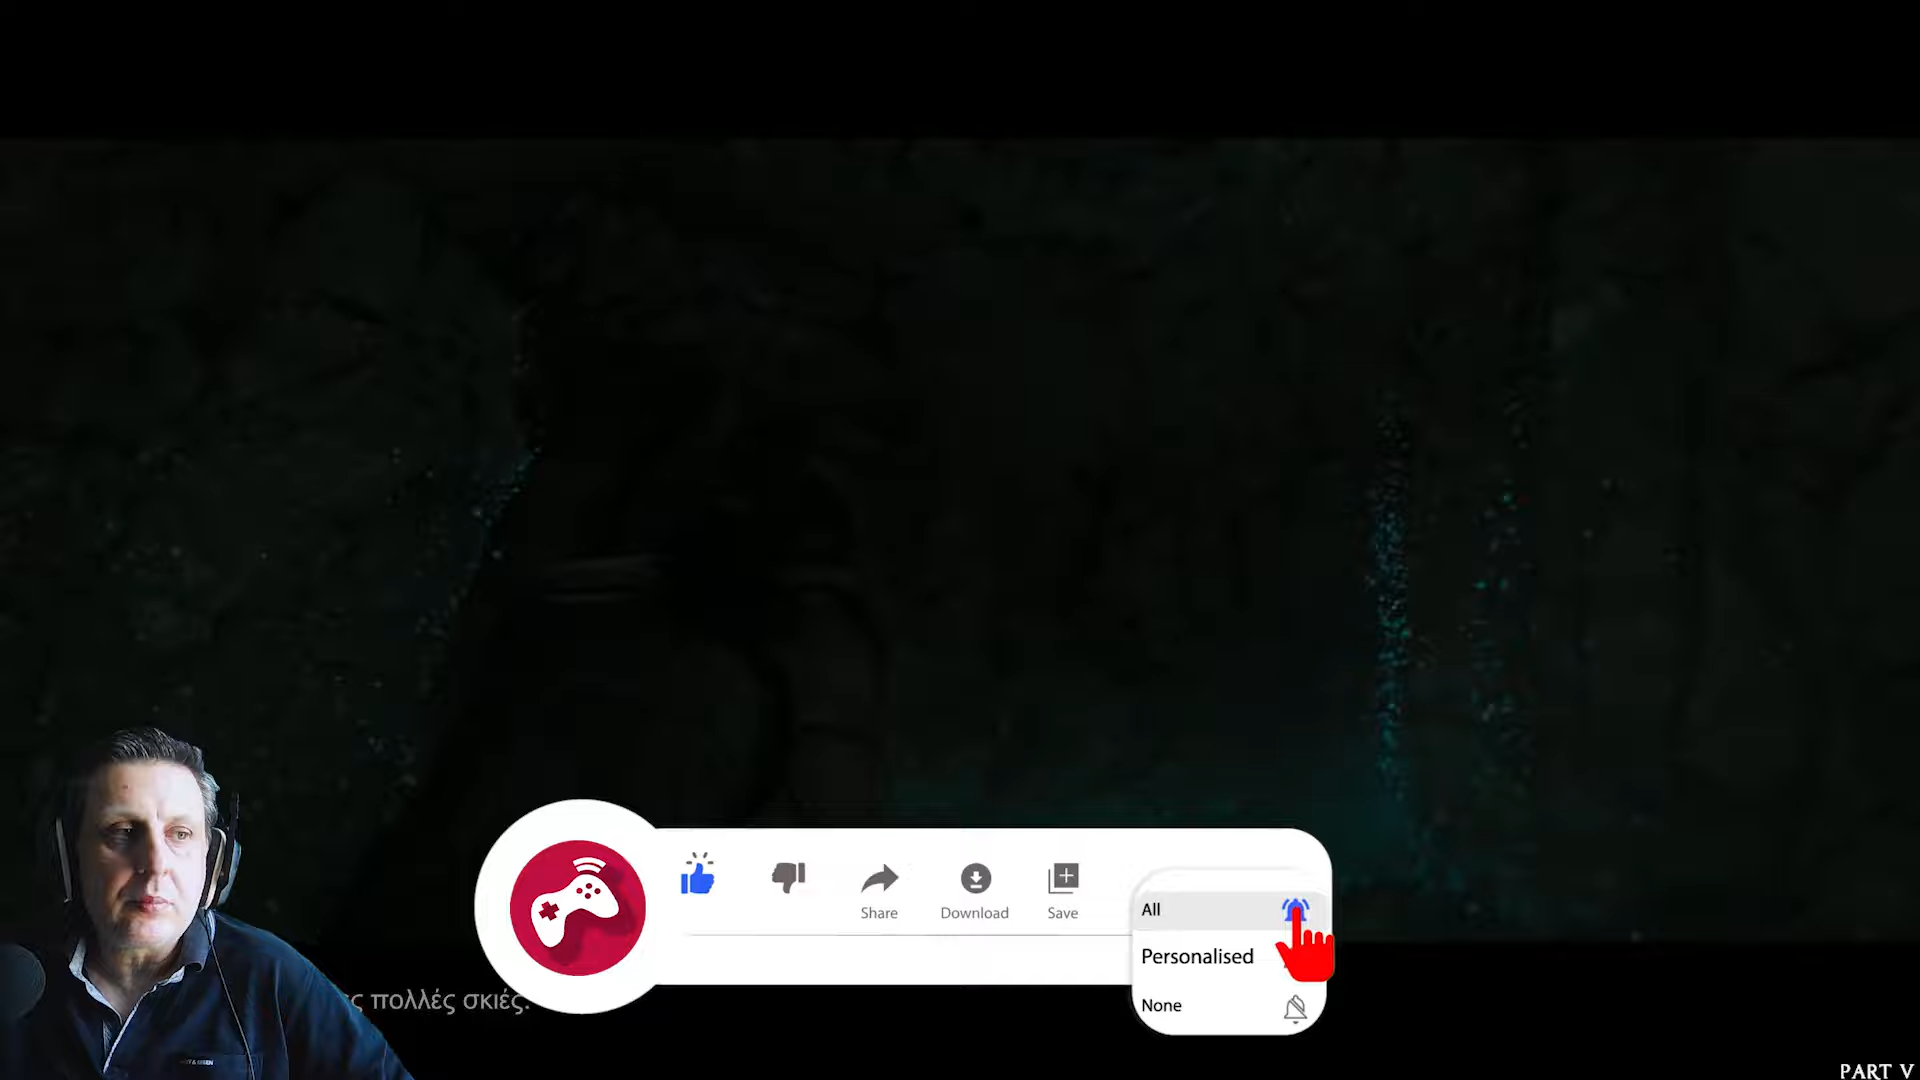 Share
Download
Save
All
Personalised
None
πολλές σκιές.
PART V